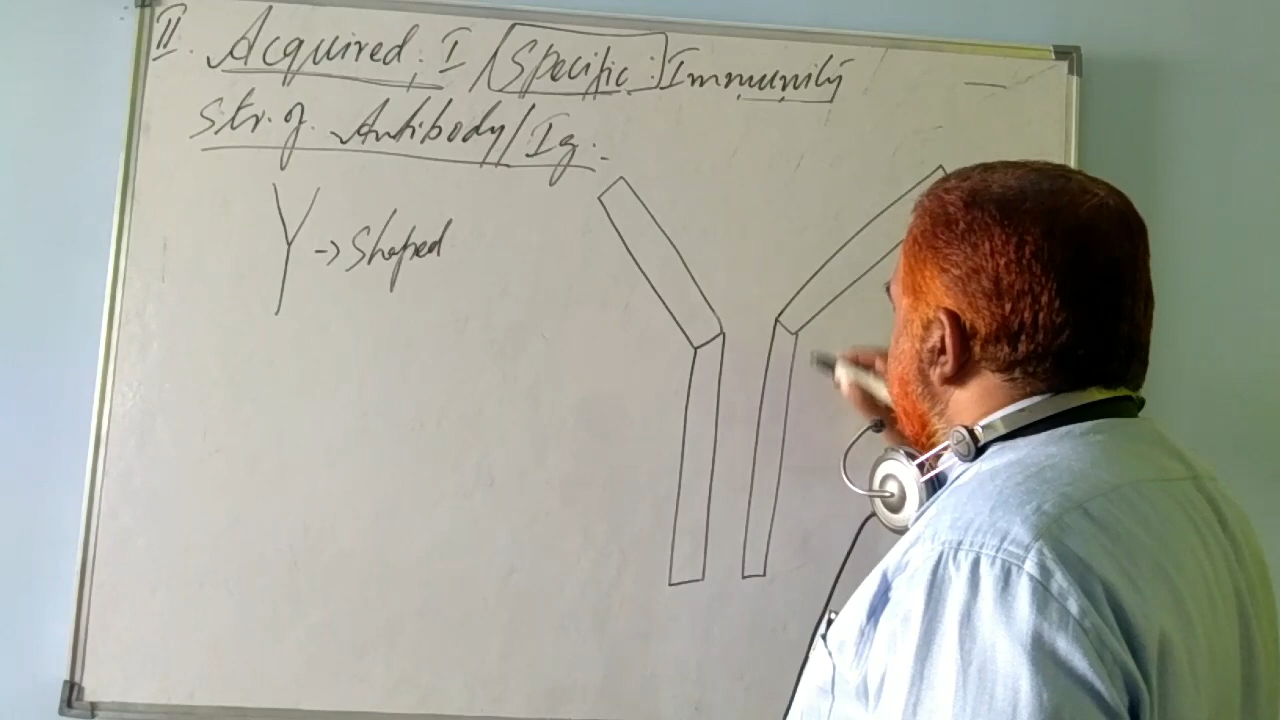 II. Acquired. I / Specific: Immunity
Str. of. Antibody / Ig.
Y → Shaped